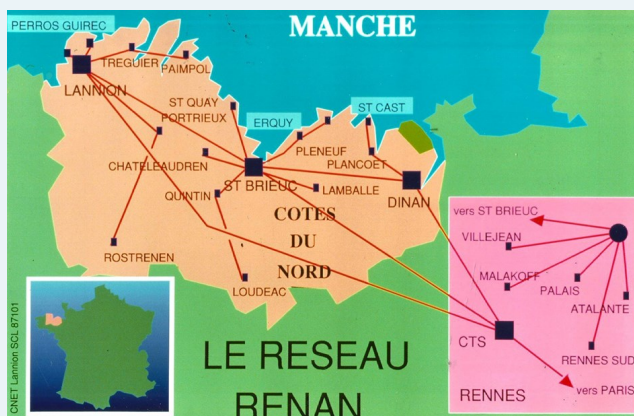 MANCHE
PERROS GUIREC
TREGUIER
PAIMPOL
LANNION
ST QUAY
PORTRIEUX
ERQUY
ST CAST
PLENEUF
PLANCOET
CHATELAUDREN
ST BRIEUC
LAMBALLE
DINAN
QUINTIN
COTES
DU
NORD
ROSTRENEN
LOUDEAC
vers ST BRIEUC
VILLEJEAN
MALAKOFF
PALAIS
ATALANTE
CTS
RENNES SUD
vers PARIS
RENNES
LE RESEAU
RENAN
CNET Lannion SCL 87101